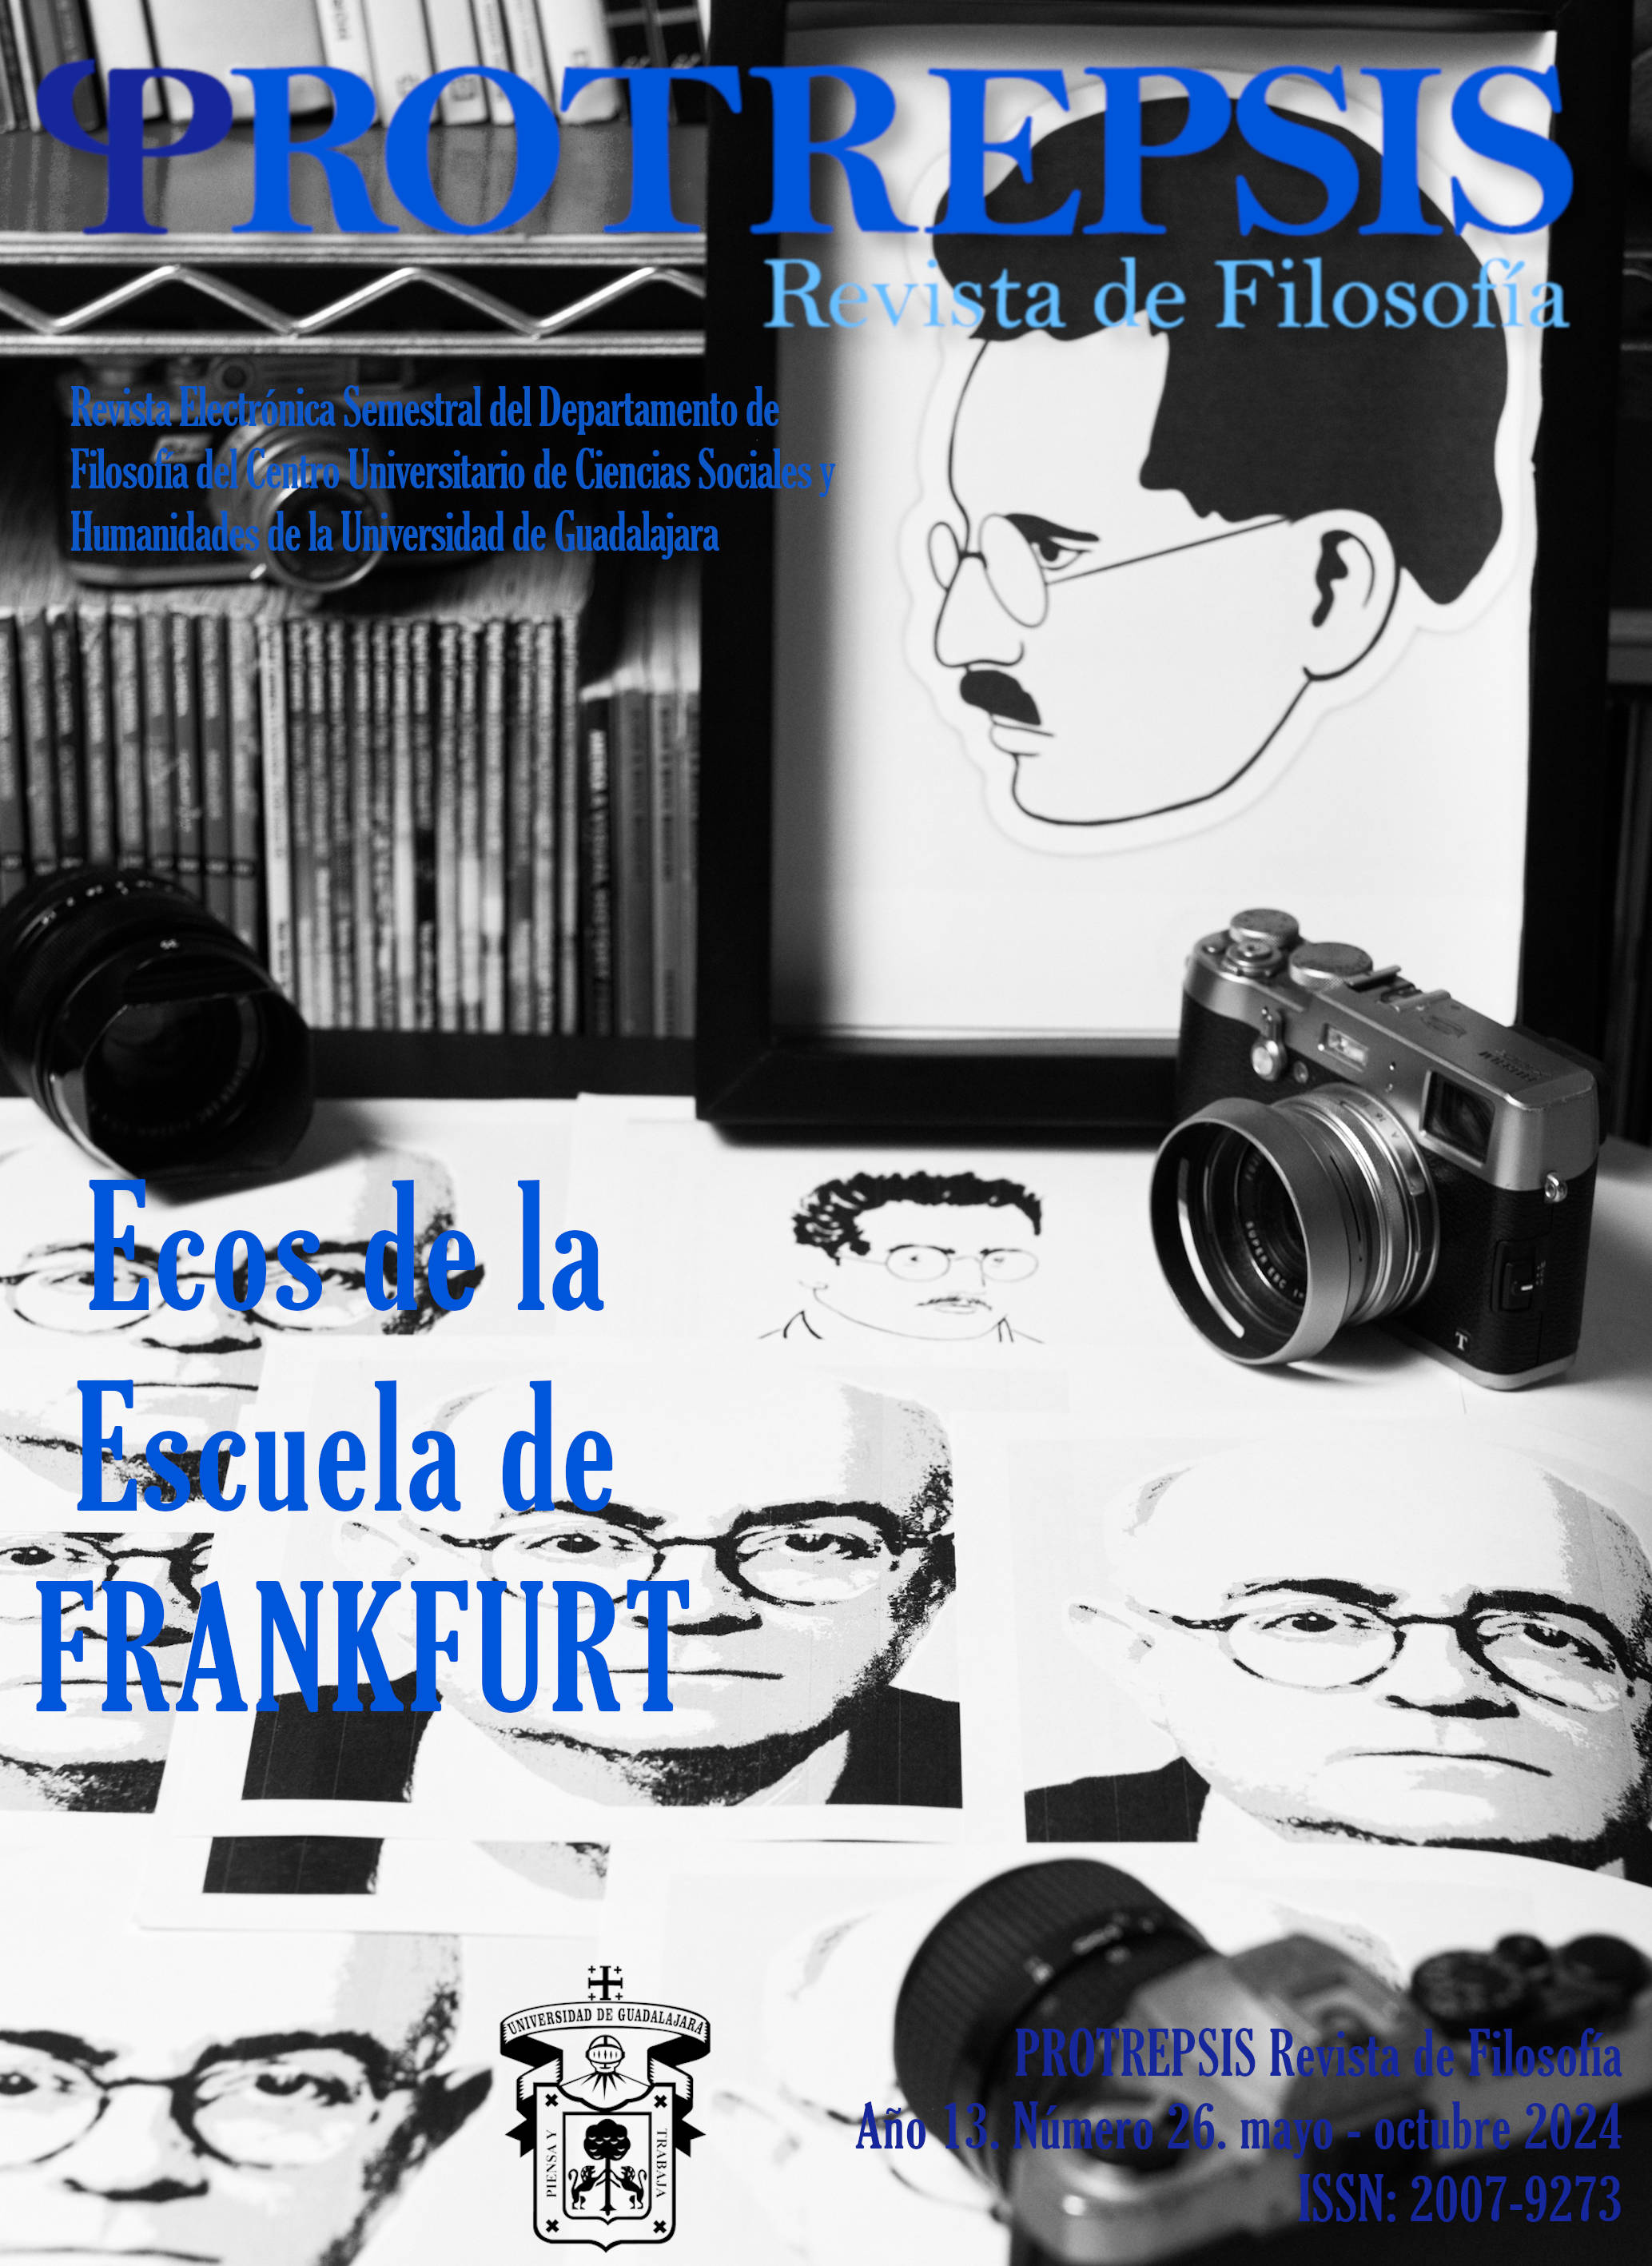 PROTREPSIS
Revista de Filosofía
Revista Electrónica Semestral del Departamento de
Filosofía del Centro Universitario de Ciencias Sociales y
Humanidades de la Universidad de Guadalajara
Ecos de la
Escuela de
FRANKFURT
UNIVERSIDAD DE GUADALAJARA
PIENSA Y
TRABAJA
T
PROTREPSIS Revista de Filosofía
Año 13. Número 26. mayo - octubre 2024
ISSN: 2007-9273